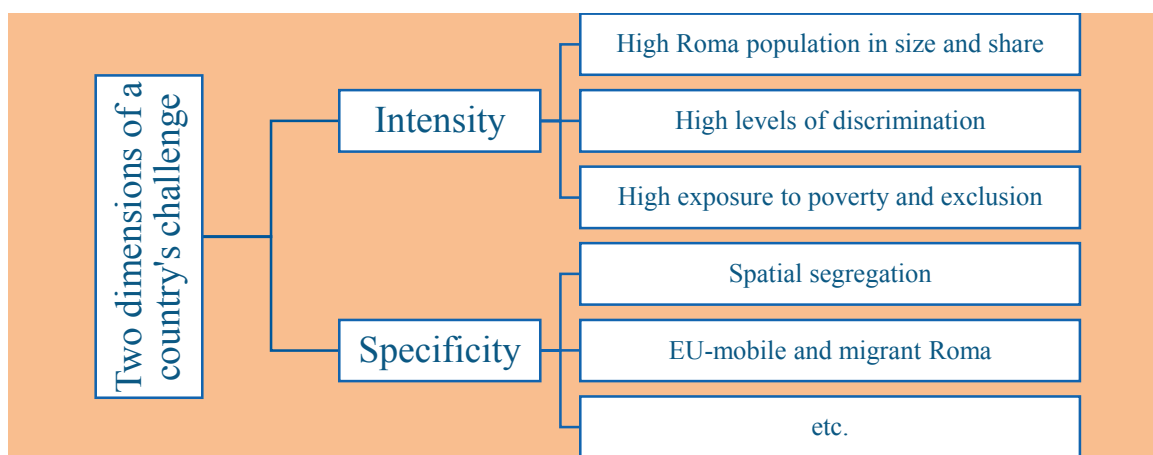 Two dimensions of a
country's challenge
Intensity
High Roma population in size and share
High levels of discrimination
High exposure to poverty and exclusion
Specificity
Spatial segregation
EU-mobile and migrant Roma
etc.